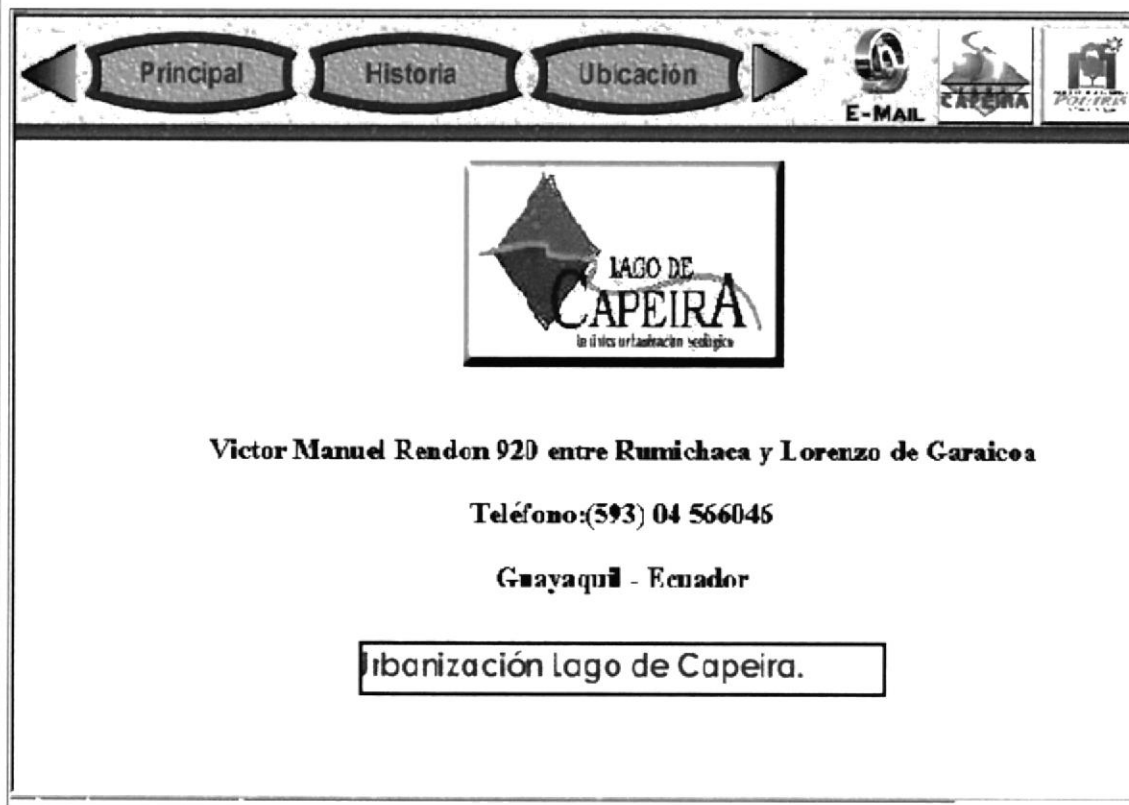 Principal Historia Ubicación
E-MAIL CAPEIRA
LAGO DE
CAPEIRA
Victor Manuel Rendon 920 entre Rumichaca y Lorenzo de Garaicoa
Teléfono:(593) 04 566046
Guayaquil - Ecuador
Urbanización Lago de Capeira.